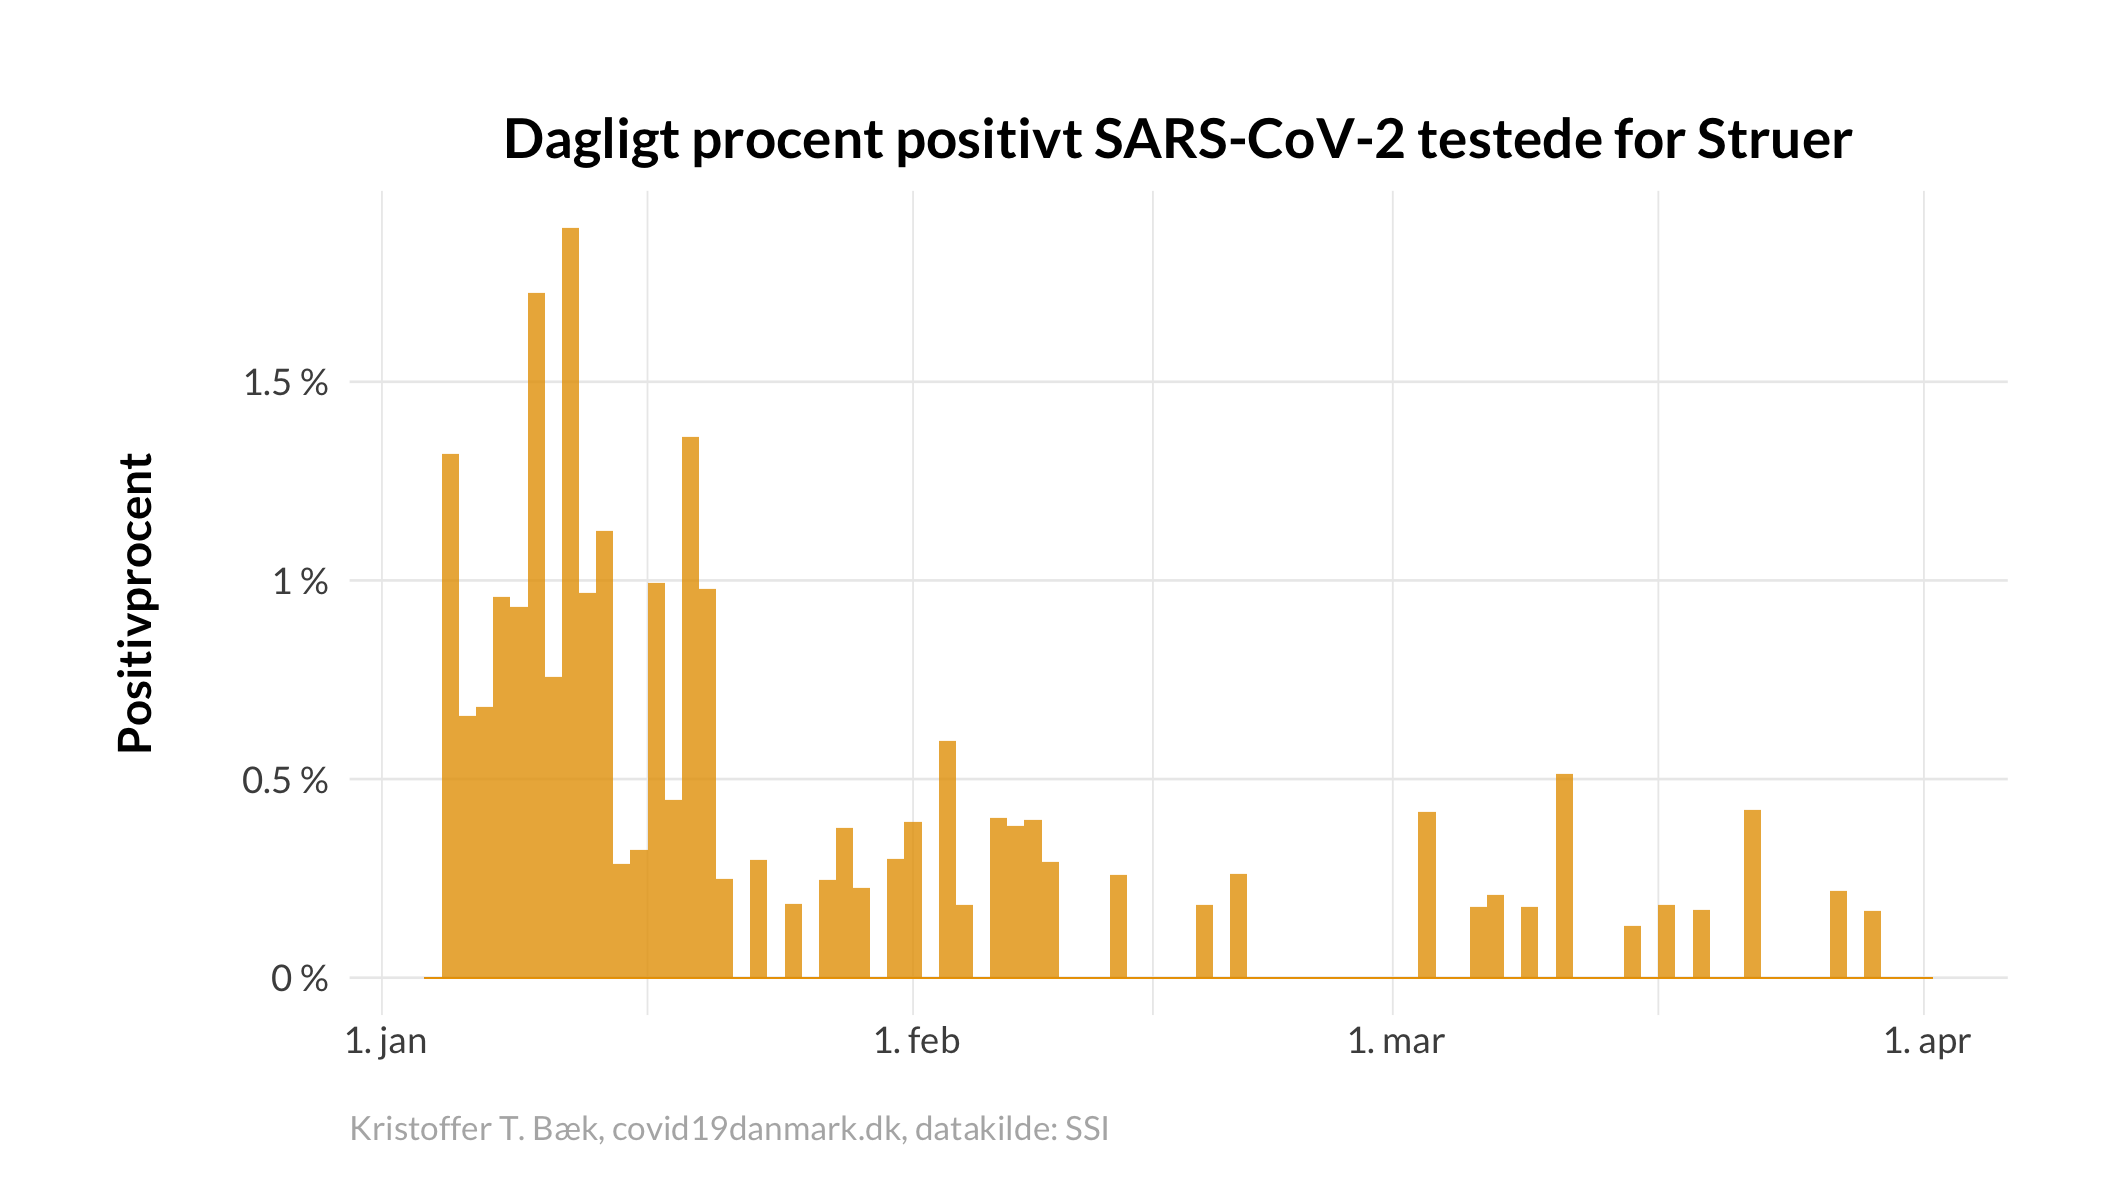 Dagligt procent positivt SARS-CoV-2 testede for Struer
Positivprocent
1.5 %
1 %
0.5 %
0 %
1. jan
1. feb
1. mar
1. apr
Kristoffer T. Bæk, covid19danmark.dk, datakilde: SSI